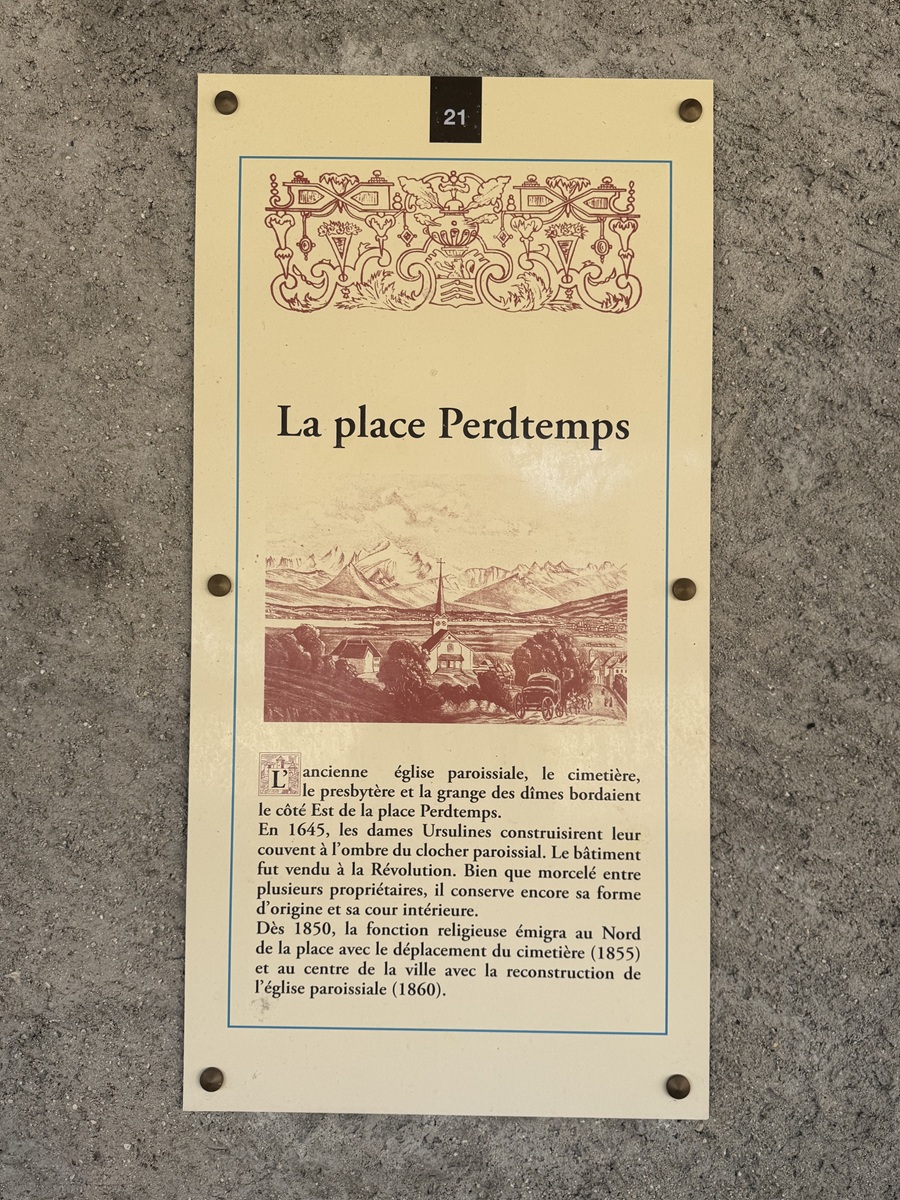 21
La place Perdtemps
L'ancienne église paroissiale, le cimetière,
le presbytère et la grange des dîmes bordaient
le côté Est de la place Perdtemps.
En 1645, les dames Ursulines construisirent leur
couvent à l'ombre du clocher paroissial. Le bâtiment
fut vendu à la Révolution. Bien que morcelé entre
plusieurs propriétaires, il conserve encore sa forme
d'origine et sa cour intérieure.
Dès 1850, la fonction religieuse émigra au Nord
de la place avec le déplacement du cimetière (1855)
et au centre de la ville avec la reconstruction de
l'église paroissiale (1860).